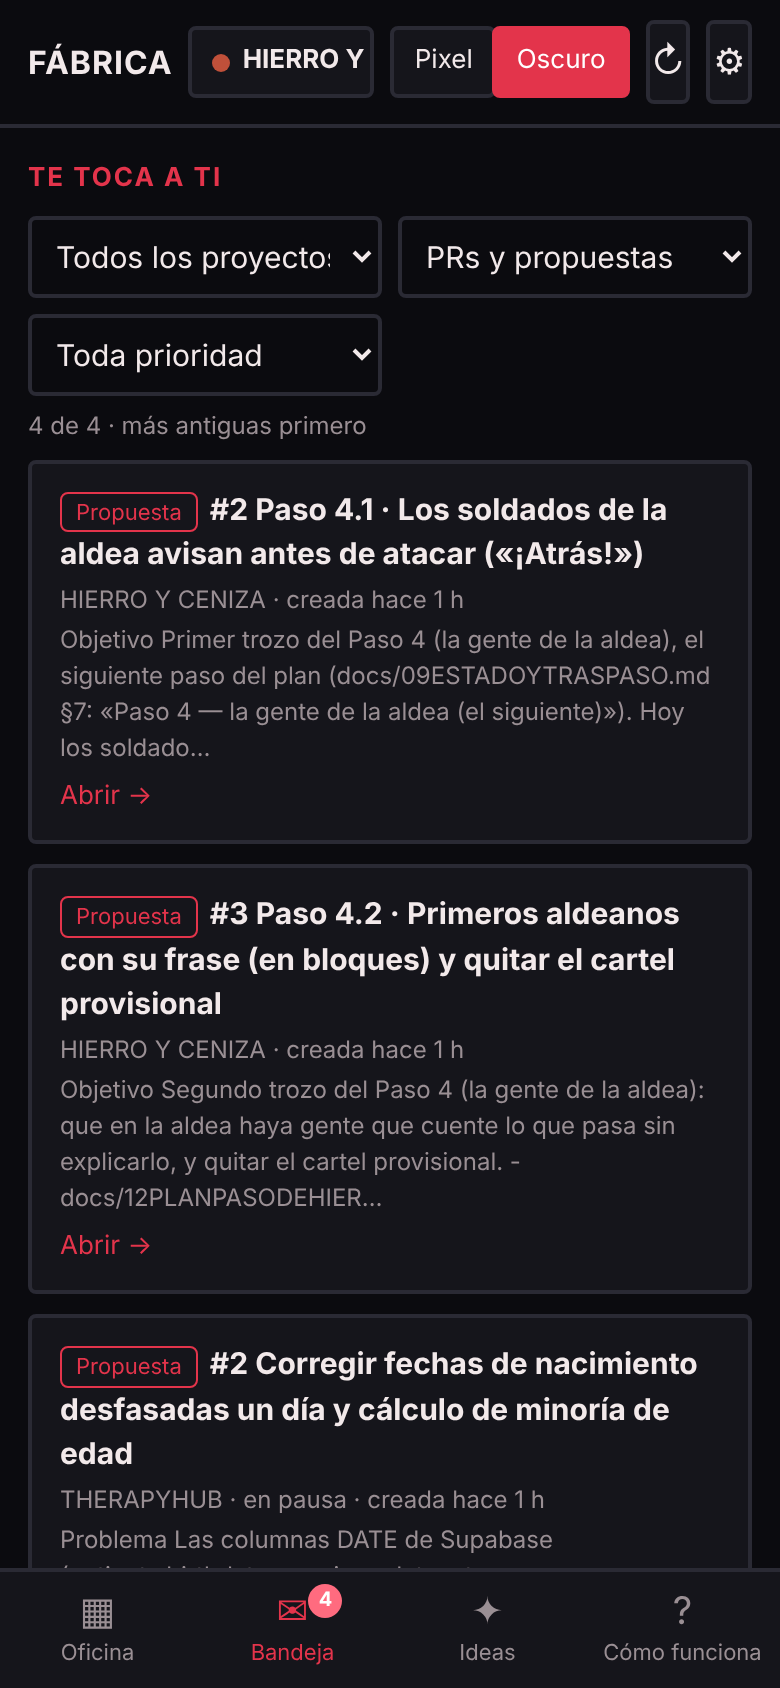 FÁBRICA
HIERRO Y
Pixel
Oscuro
TE TOCA A TI
Todos los proyectos
PRs y propuestas
Toda prioridad
4 de 4 · más antiguas primero
Propuesta #2 Paso 4.1 · Los soldados de la
aldea avisan antes de atacar («¡Atrás!»)
HIERRO Y CENIZA · creada hace 1 h
Objetivo Primer trozo del Paso 4 (la gente de la aldea), el
siguiente paso del plan (docs/09ESTADOYTRASPASO.md
§7: «Paso 4 — la gente de la aldea (el siguiente)»). Hoy
los soldado...
Abrir →
Propuesta #3 Paso 4.2 · Primeros aldeanos
con su frase (en bloques) y quitar el cartel
provisional
HIERRO Y CENIZA · creada hace 1 h
Objetivo Segundo trozo del Paso 4 (la gente de la aldea):
que en la aldea haya gente que cuente lo que pasa sin
explicarlo, y quitar el cartel provisional. -
docs/12PLANPASODEHIER...
Abrir →
Propuesta #2 Corregir fechas de nacimiento
desfasadas un día y cálculo de minoría de
edad
THERAPYHUB · en pausa · creada hace 1 h
Problema Las columnas DATE de Supabase
4
Oficina
Bandeja
Ideas
?
Cómo funciona